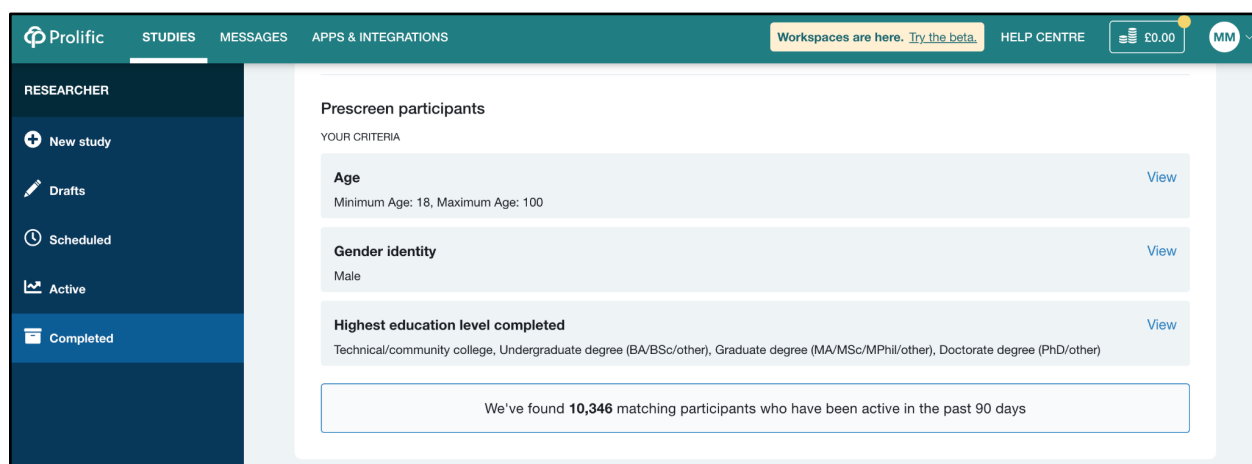 Prolific STUDIES MESSAGES APPS & INTEGRATIONS Workspaces are here. Try the beta. HELP CENTRE £0.00 MM
RESEARCHER
New study
Drafts
Scheduled
Active
Completed
Prescreen participants
YOUR CRITERIA
Age View
Minimum Age: 18, Maximum Age: 100
Gender identity View
Male
Highest education level completed View
Technical/community college, Undergraduate degree (BA/BSc/other), Graduate degree (MA/MSc/MPhil/other), Doctorate degree (PhD/other)
We've found 10,346 matching participants who have been active in the past 90 days